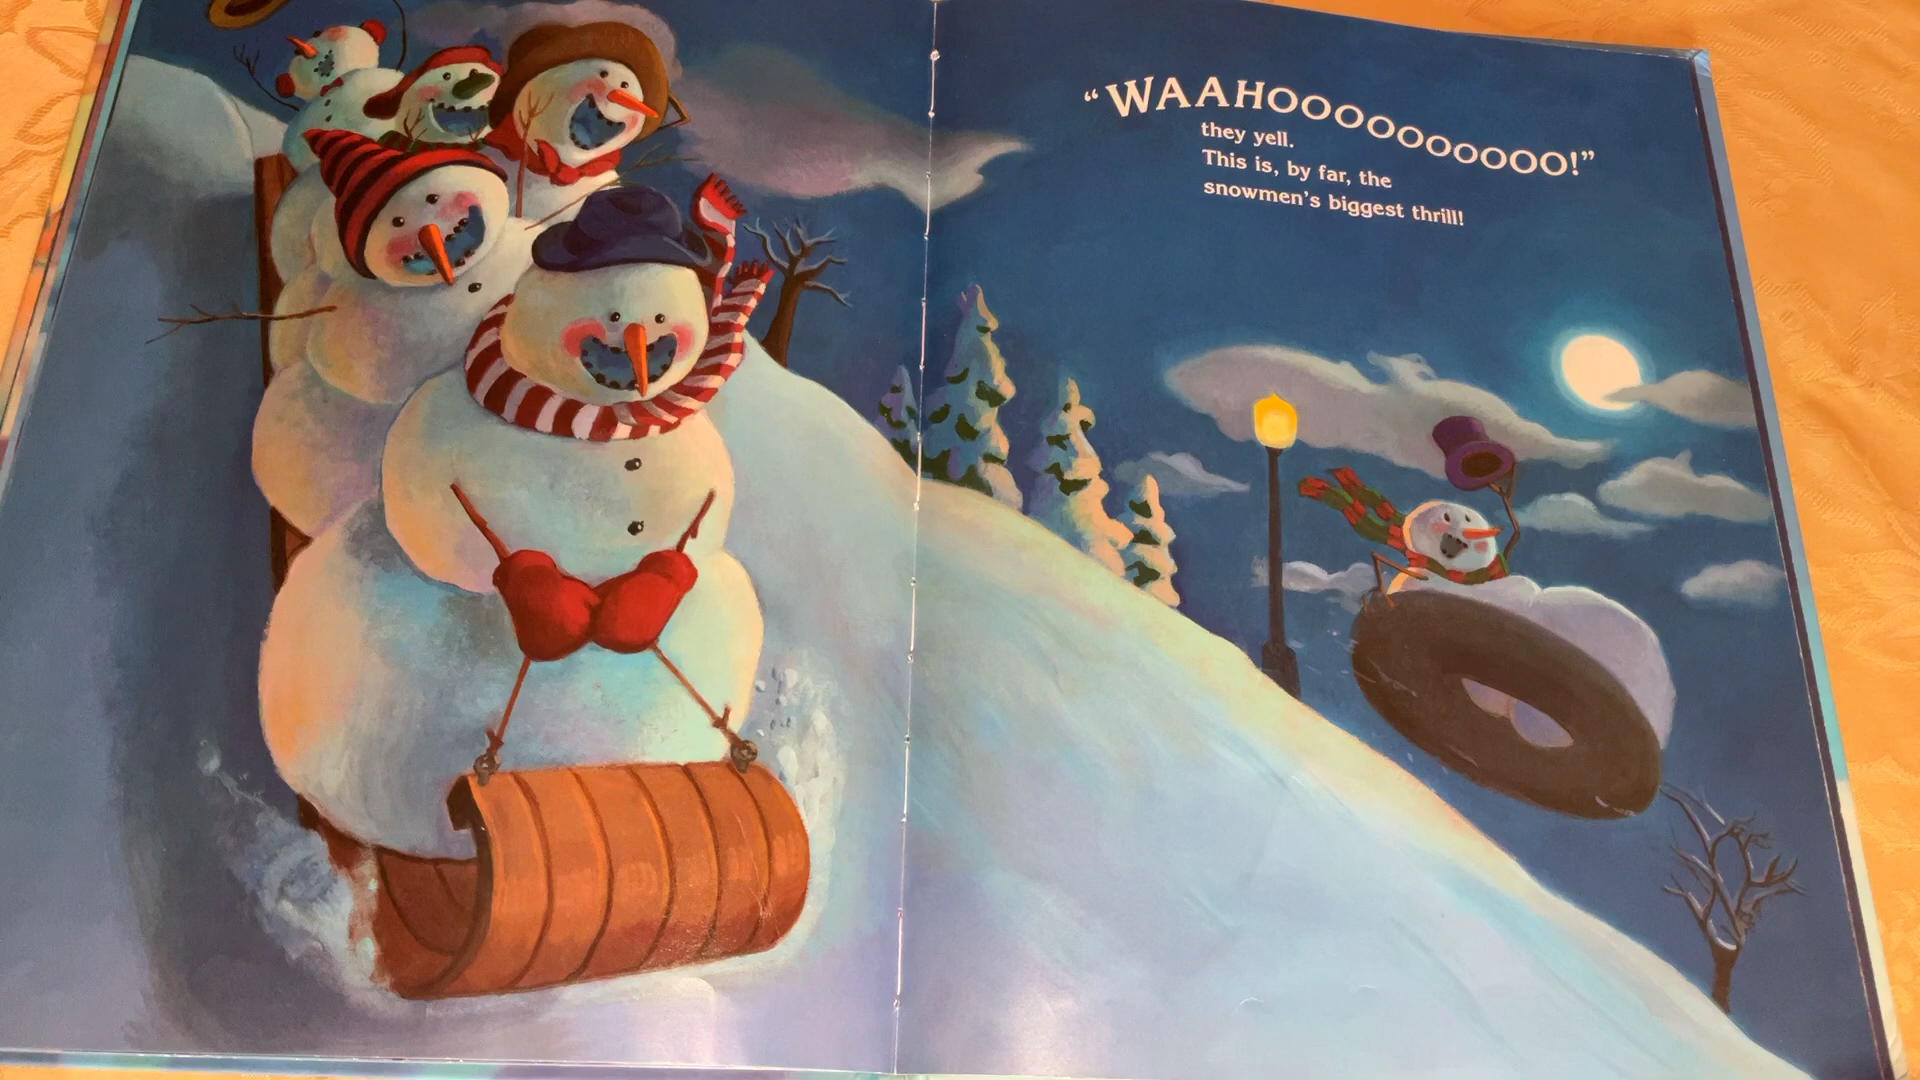 “WAAHOOOOOOOOOO!”
they yell.
This is, by far, the
snowmen’s biggest thrill!